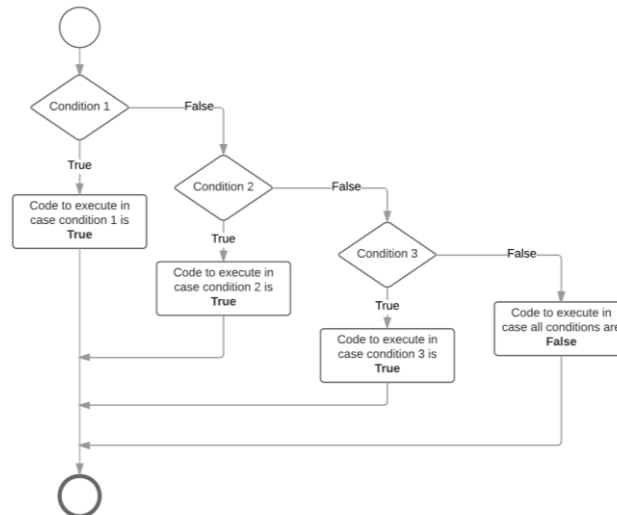 Condition 1
False
True
Code to execute in
case condition 1 is
True
Condition 2
False
True
Code to execute in
case condition 2 is
True
Condition 3
False
True
Code to execute in
case condition 3 is
True
Code to execute in
case all conditions are
False